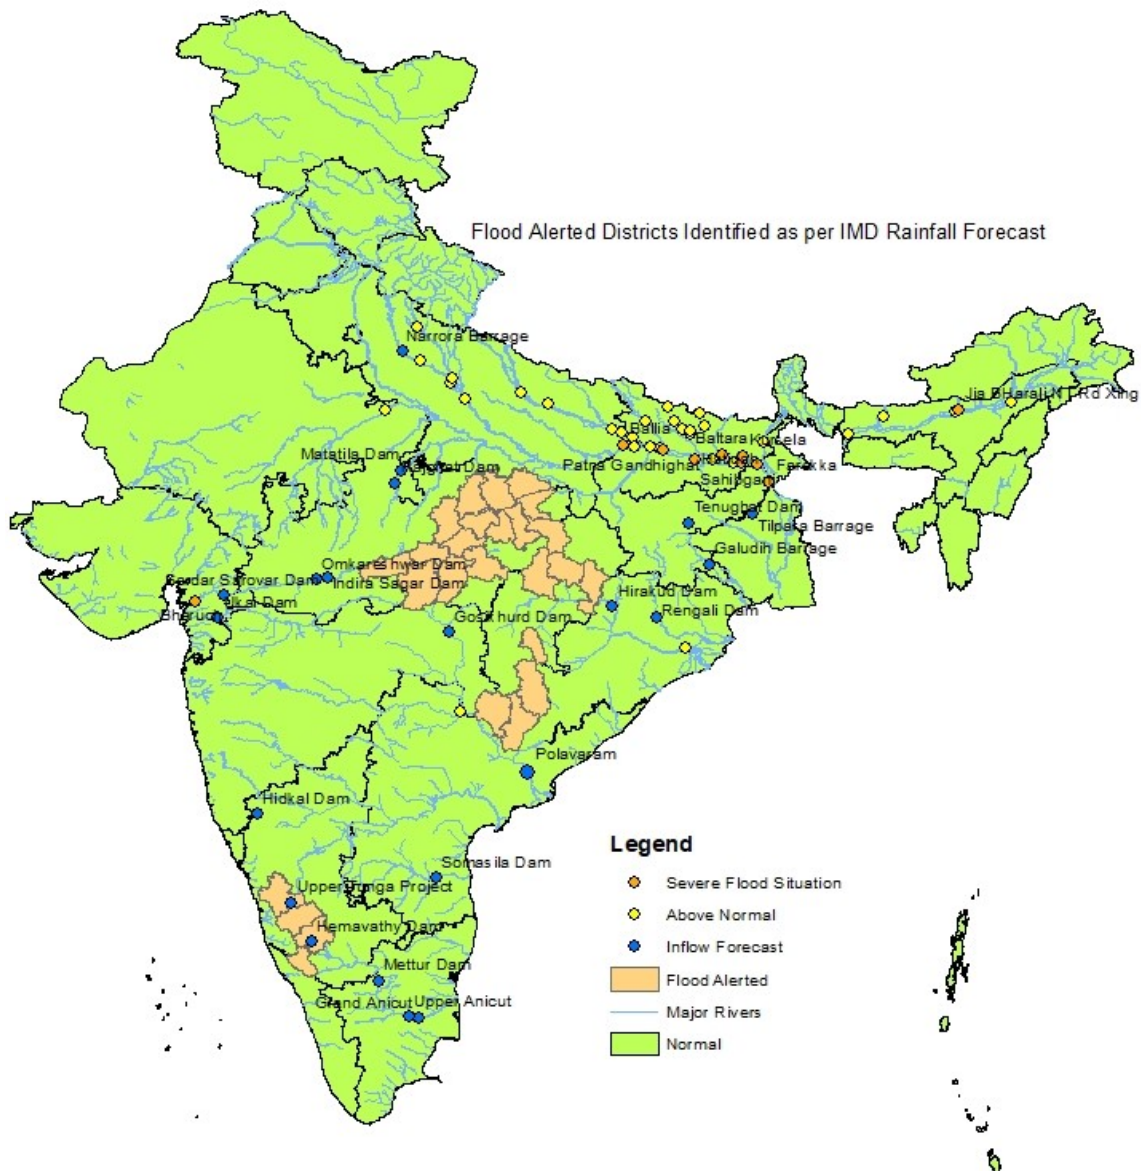 Flood Alerted Districts Identified as per IMD Rainfall Forecast
Narrora Barrage
Jia BHarali N T Rd Xing
Ballia
Baltara
Kursela
Matatila Dam
Dam
Patna Gandhighat
Farakka
Sahibganj
Tenughat Dam
Tilpara Barrage
Galudih Barrage
Omkareshwar Dam
Sardar Sarovar Dam
Indira Sagar Dam
Hirakud Dam
Rengali Dam
Dam
Bharuch
Gosikhurd Dam
Polavaram
Hidkal Dam
Somasila Dam
Upper Tunga Project
Hemavathy Dam
Mettur Dam
Grand Anicut
Upper Anicut
Legend
Severe Flood Situation
Above Normal
Inflow Forecast
Flood Alerted
Major Rivers
Normal